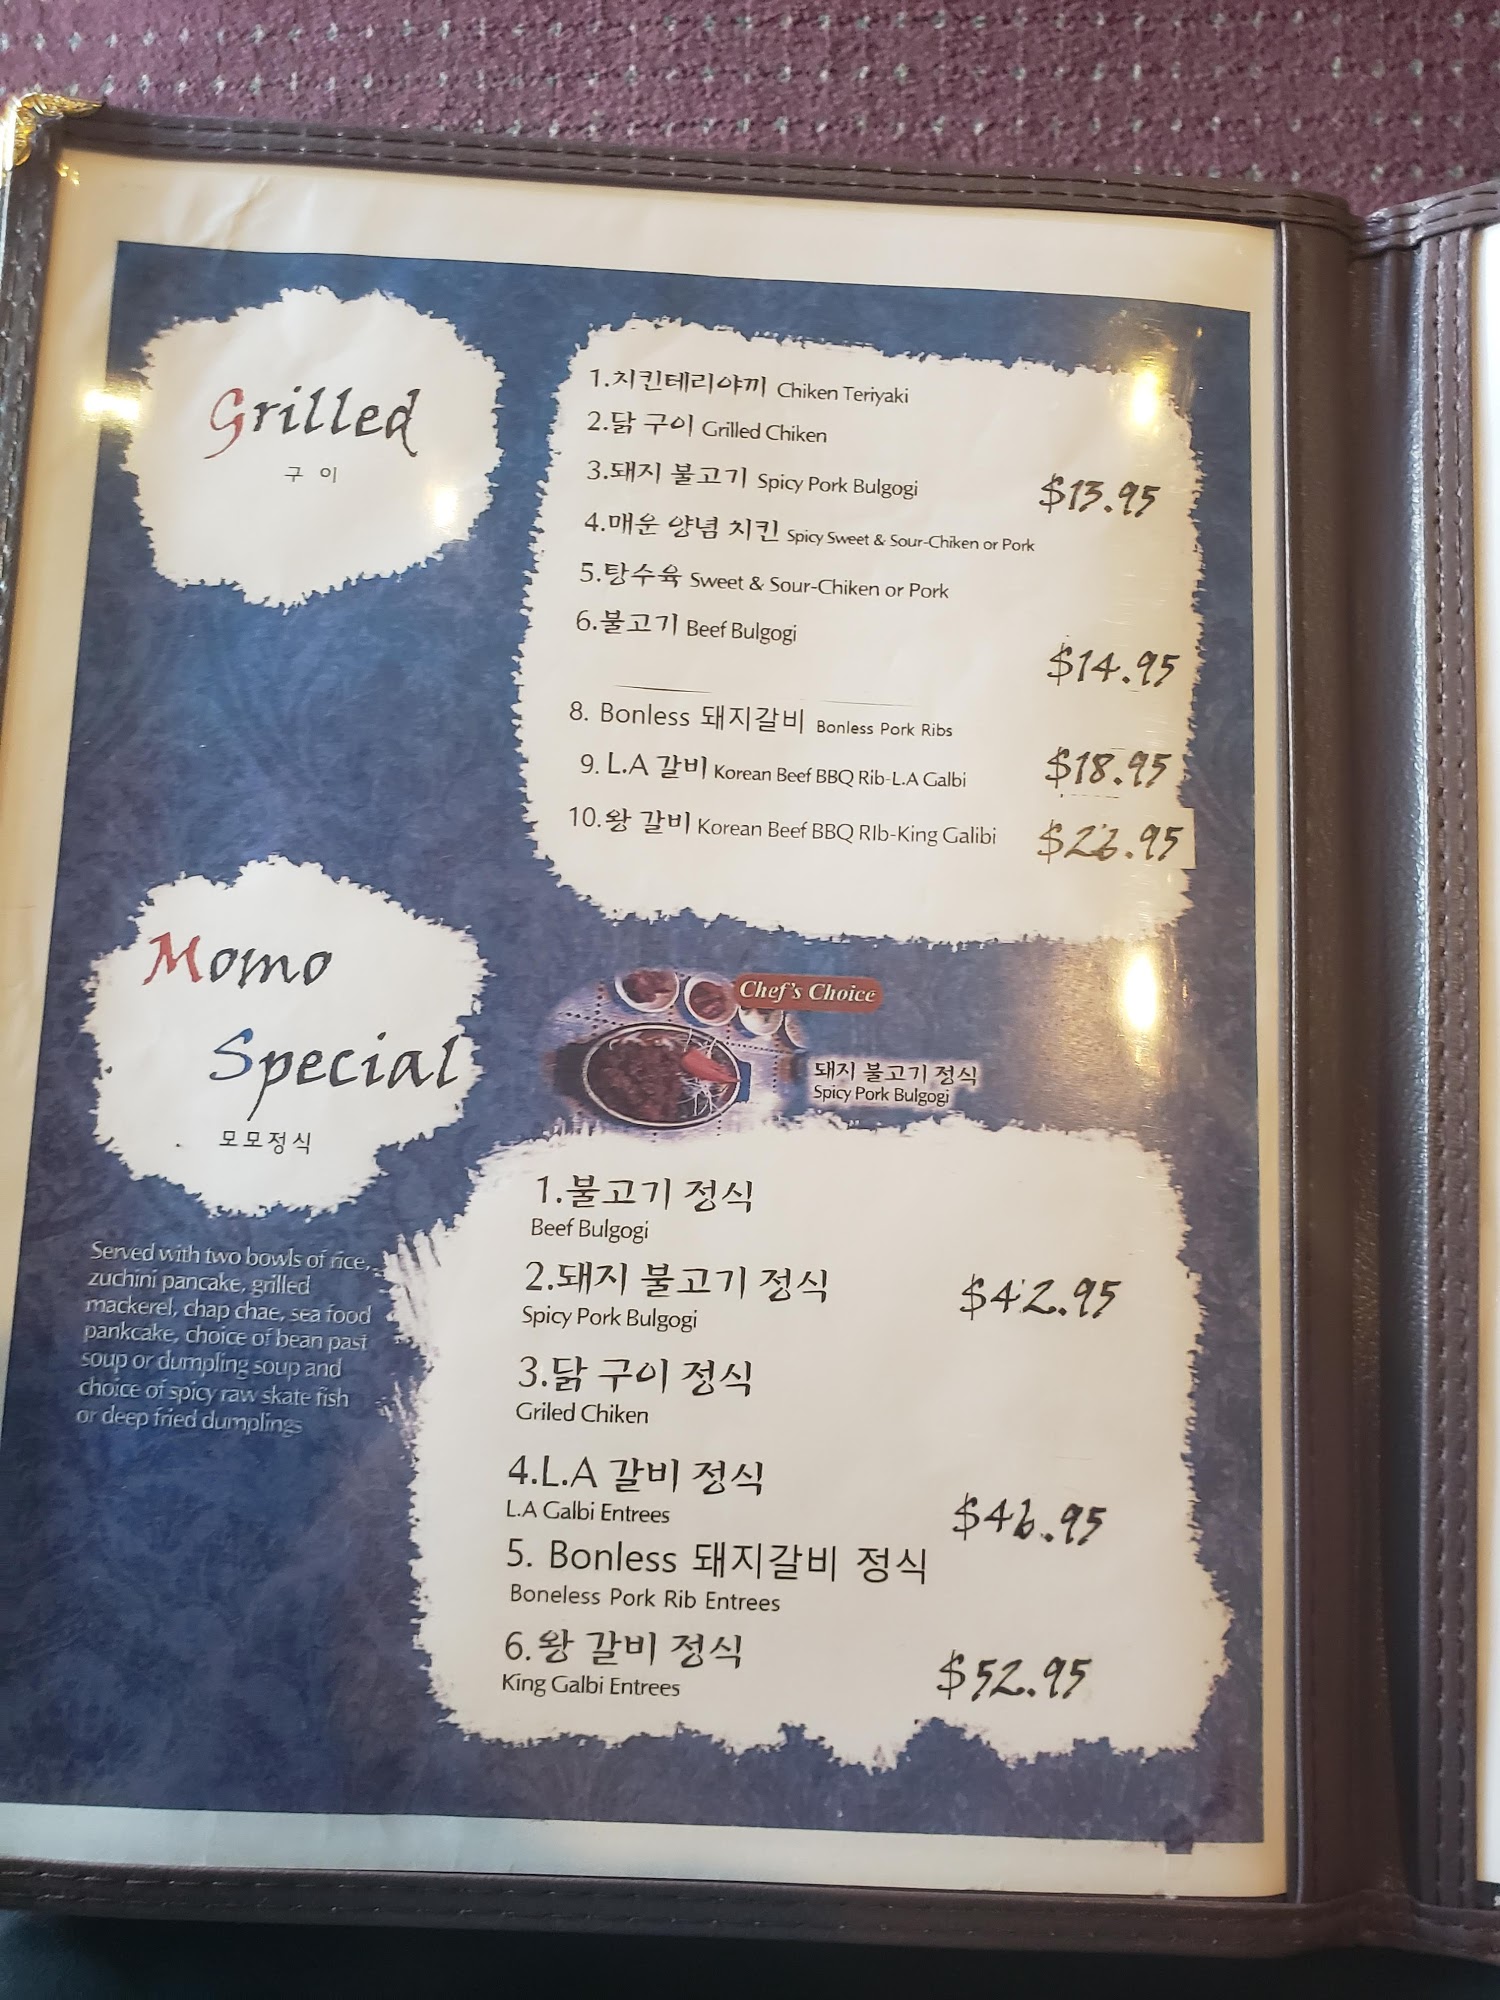 Grilled
구 이
1.치킨테리야끼 Chiken Teriyaki
2.닭 구이 Grilled Chiken
3.돼지 불고기 Spicy Pork Bulgogi
$13.95
4.매운 양념 치킨 Spicy Sweet & Sour-Chiken or Pork
5.탕수육 Sweet & Sour-Chiken or Pork
6.불고기 Beef Bulgogi
$14.95
8. Bonless 돼지갈비 Bonless Pork Ribs
9. L.A 갈비 Korean Beef BBQ Rib-L.A Galbi
$18.95
10.왕 갈비 Korean Beef BBQ RIb-King Galibi
Momo
Special
모모정식
Served with two bowls of rice,
zuchini pancake, grilled
mackerel, chap chae, sea food
pankcake, choice of bean past
soup or dumpling soup and
choice of spicy raw skate fish
or deep fried dumplings
Chef's Choice
돼지 불고기 정식
Spicy Pork Bulgogi
1.불고기 정식
Beef Bulgogi
2.돼지 불고기 정식
Spicy Pork Bulgogi
$42.95
3.닭 구이 정식
Griled Chiken
4.L.A 갈비 정식
L.A Galbi Entrees
$46.95
5. Bonless 돼지갈비 정식
Boneless Pork Rib Entrees
6.왕 갈비 정식
King Galbi Entrees
$52.95